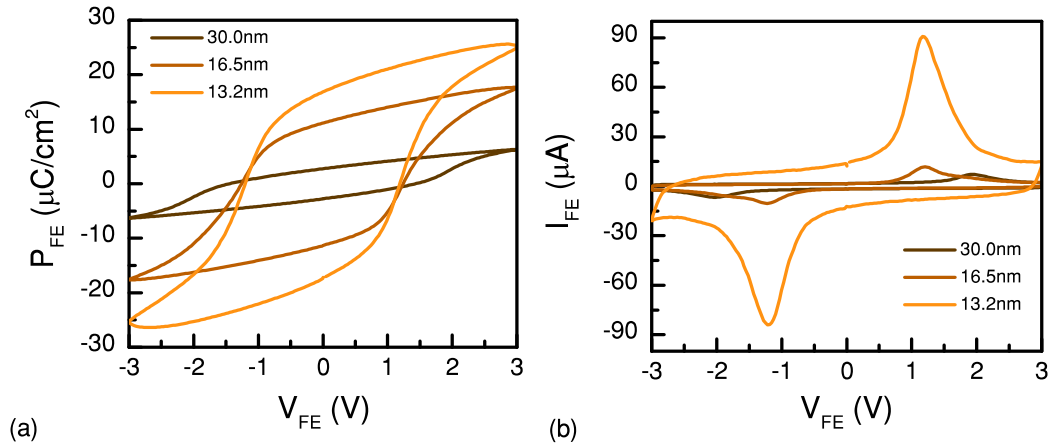 30
20
10
0
-10
-20
-30
P_FE (μC/cm²)
30.0nm
16.5nm
13.2nm
-3 -2 -1 0 1 2 3
V_FE (V)
(a)
90
60
30
0
-30
-60
-90
I_FE (μA)
30.0nm
16.5nm
13.2nm
-3 -2 -1 0 1 2 3
V_FE (V)
(b)